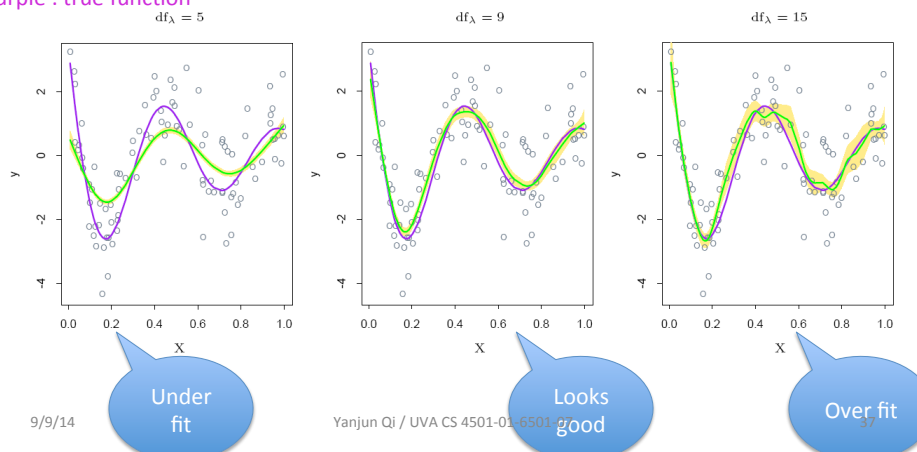 : true function
df_λ = 5
df_λ = 9
df_λ = 15
y
2
0
-2
-4
0.0 0.2 0.4 0.6 0.8 1.0
X
y
2
0
-2
-4
0.0 0.2 0.4 0.6 0.8 1.0
X
y
2
0
-2
-4
0.0 0.2 0.4 0.6 0.8 1.0
X
Under
fit
Looks
good
Over fit
9/9/14
Yanjun Qi / UVA CS 4501-01-6501-07
37